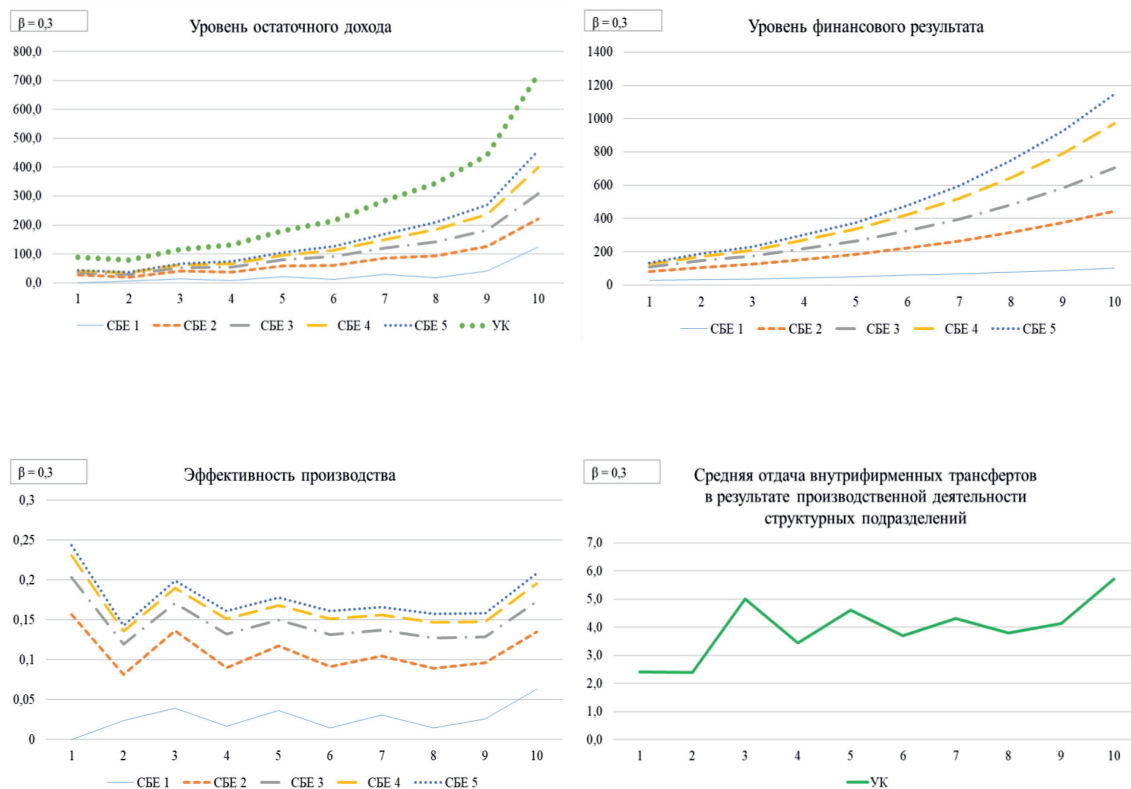 β = 0,3
Уровень остаточного дохода
800,0
700,0
600,0
500,0
400,0
300,0
200,0
100,0
0,0
1 2 3 4 5 6 7 8 9 10
СБЕ 1 СБЕ 2 СБЕ 3 СБЕ 4 СБЕ 5 УК
β = 0,3
Уровень финансового результата
1400
1200
1000
800
600
400
200
0
1 2 3 4 5 6 7 8 9 10
СБЕ 1 СБЕ 2 СБЕ 3 СБЕ 4 СБЕ 5
β = 0,3
Эффективность производства
0,3
0,25
0,2
0,15
0,1
0,05
0
1 2 3 4 5 6 7 8 9 10
СБЕ 1 СБЕ 2 СБЕ 3 СБЕ 4 СБЕ 5
β = 0,3
Средняя отдача внутрифирменных трансфертов
в результате производственной деятельности
структурных подразделений
7,0
6,0
5,0
4,0
3,0
2,0
1,0
0,0
1 2 3 4 5 6 7 8 9 10
УК